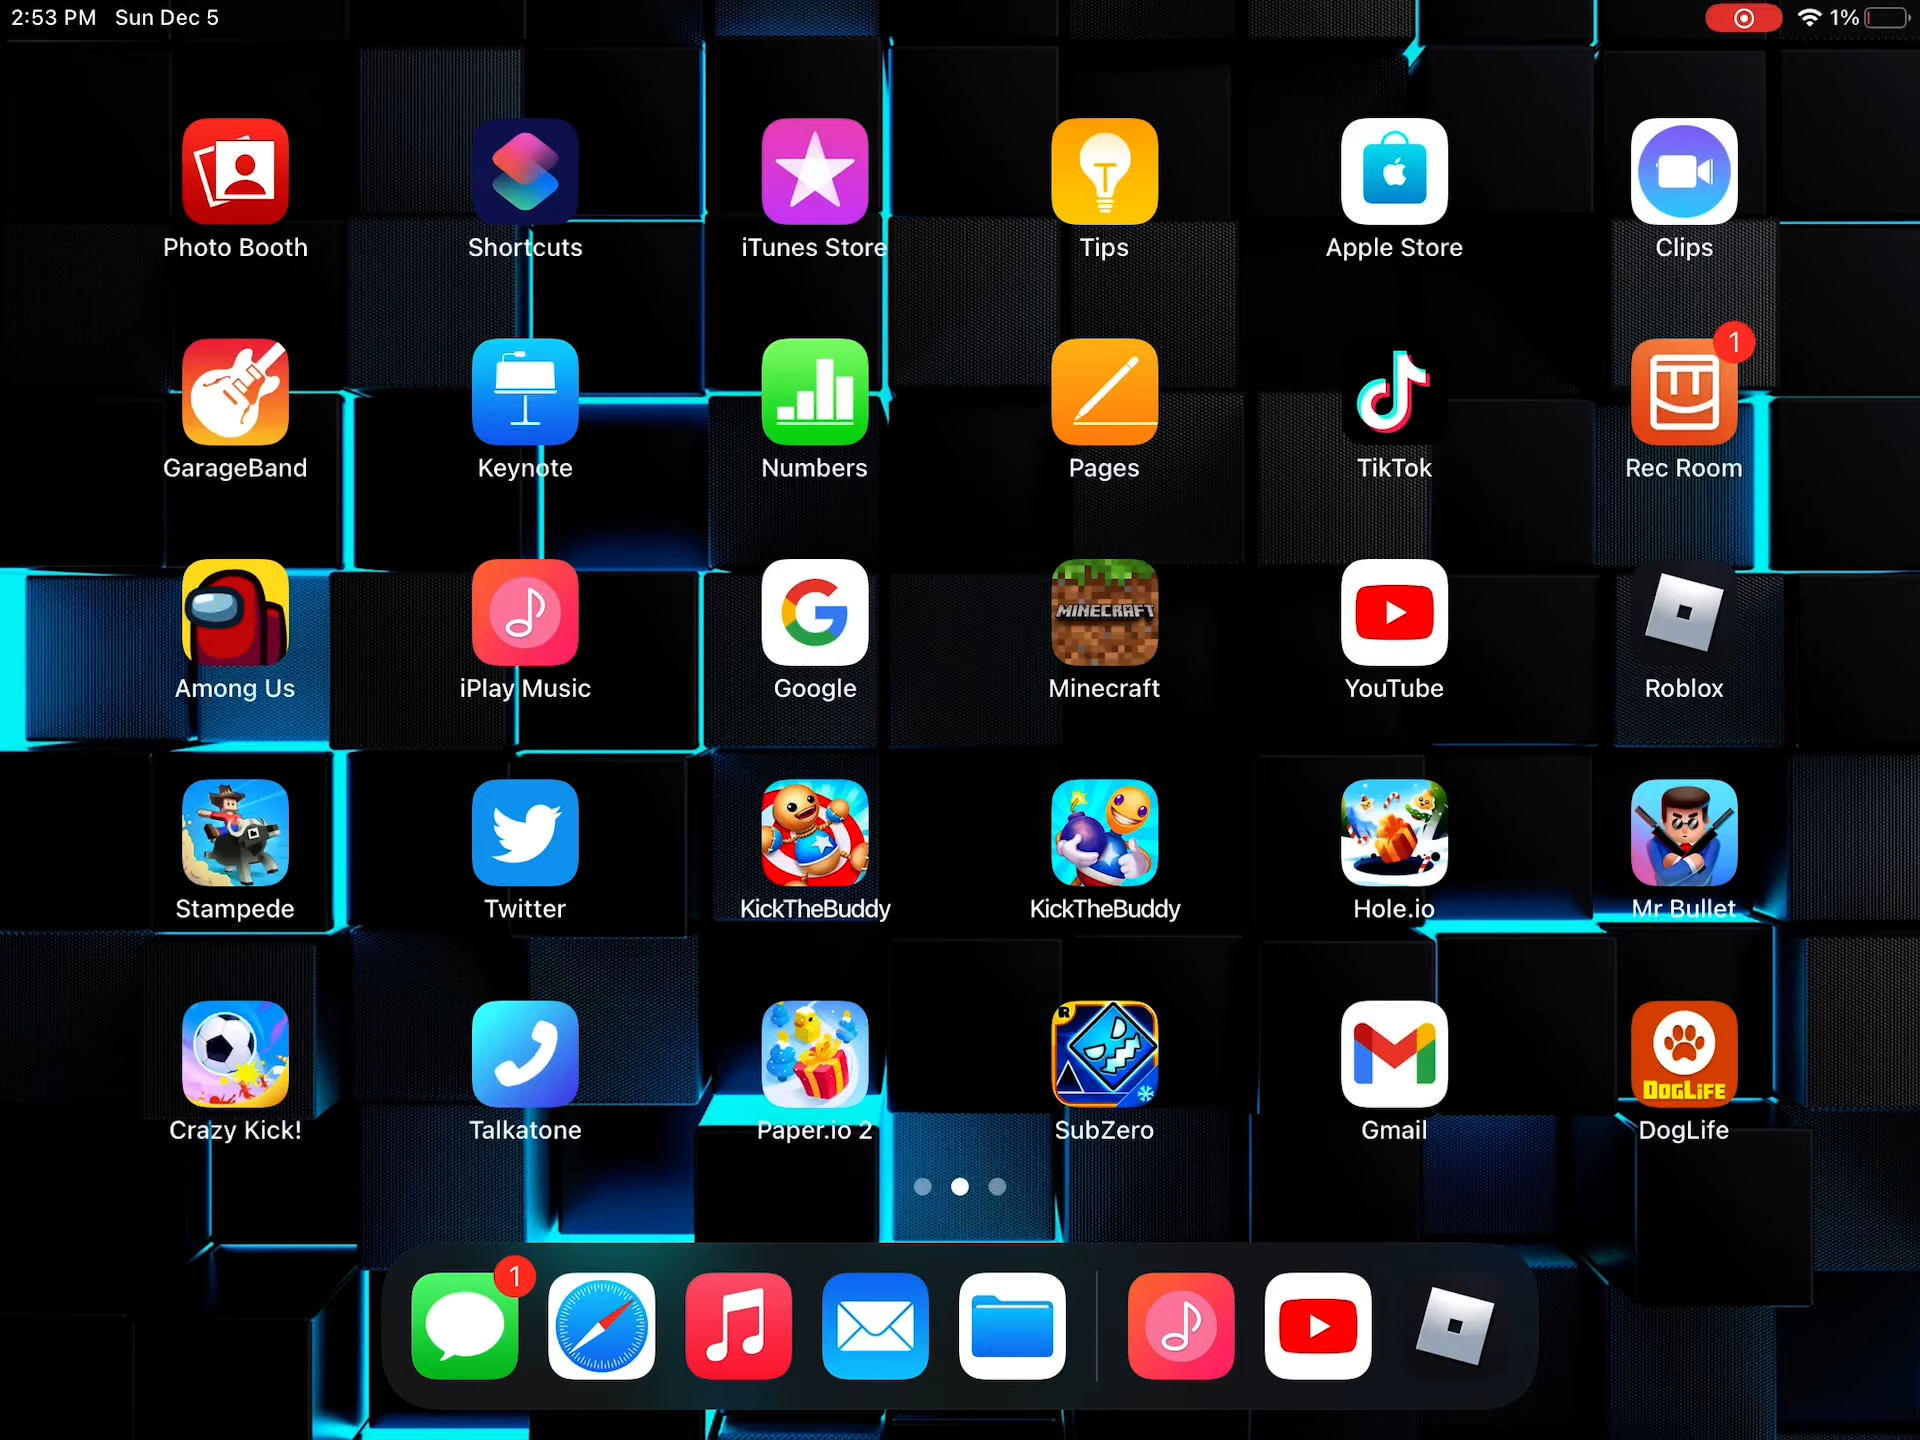 2:53 PM Sun Dec 5
1%
Photo Booth
Shortcuts
iTunes Store
Tips
Apple Store
Clips
1
GarageBand
Keynote
Numbers
Pages
TikTok
Rec Room
MINECRAFT
Among Us
iPlay Music
Google
Minecraft
YouTube
Roblox
Stampede
Twitter
KickTheBuddy
KickTheBuddy
Hole.io
Mr Bullet
R
DOGLIFE
Crazy Kick!
Talkatone
Paper.io 2
SubZero
Gmail
DogLife
1